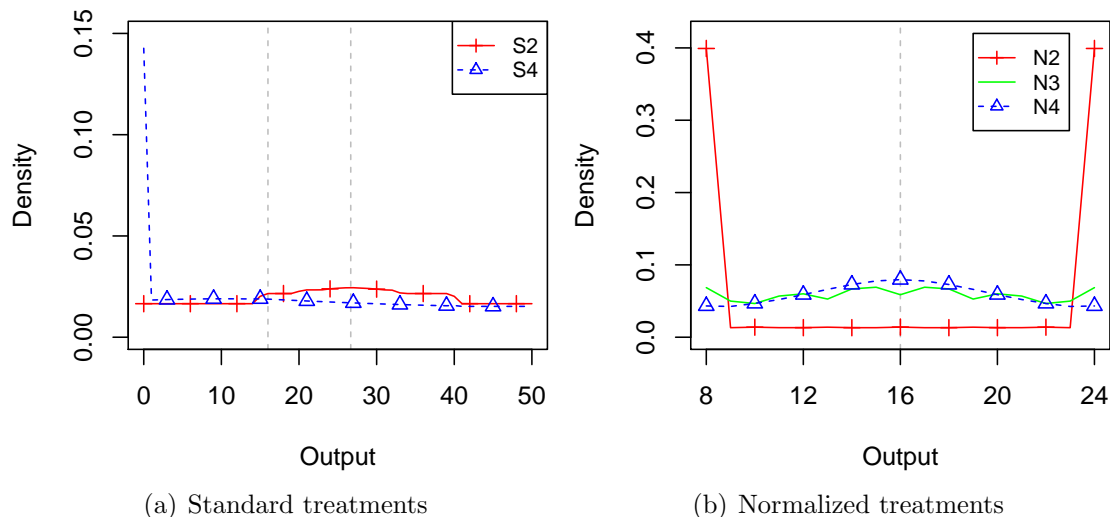 Density
0.15
0.10
0.05
0.00
S2
S4
0 10 20 30 40 50
Output
(a) Standard treatments
Density
0.4
0.3
0.2
0.1
0.0
N2
N3
N4
8 12 16 20 24
Output
(b) Normalized treatments